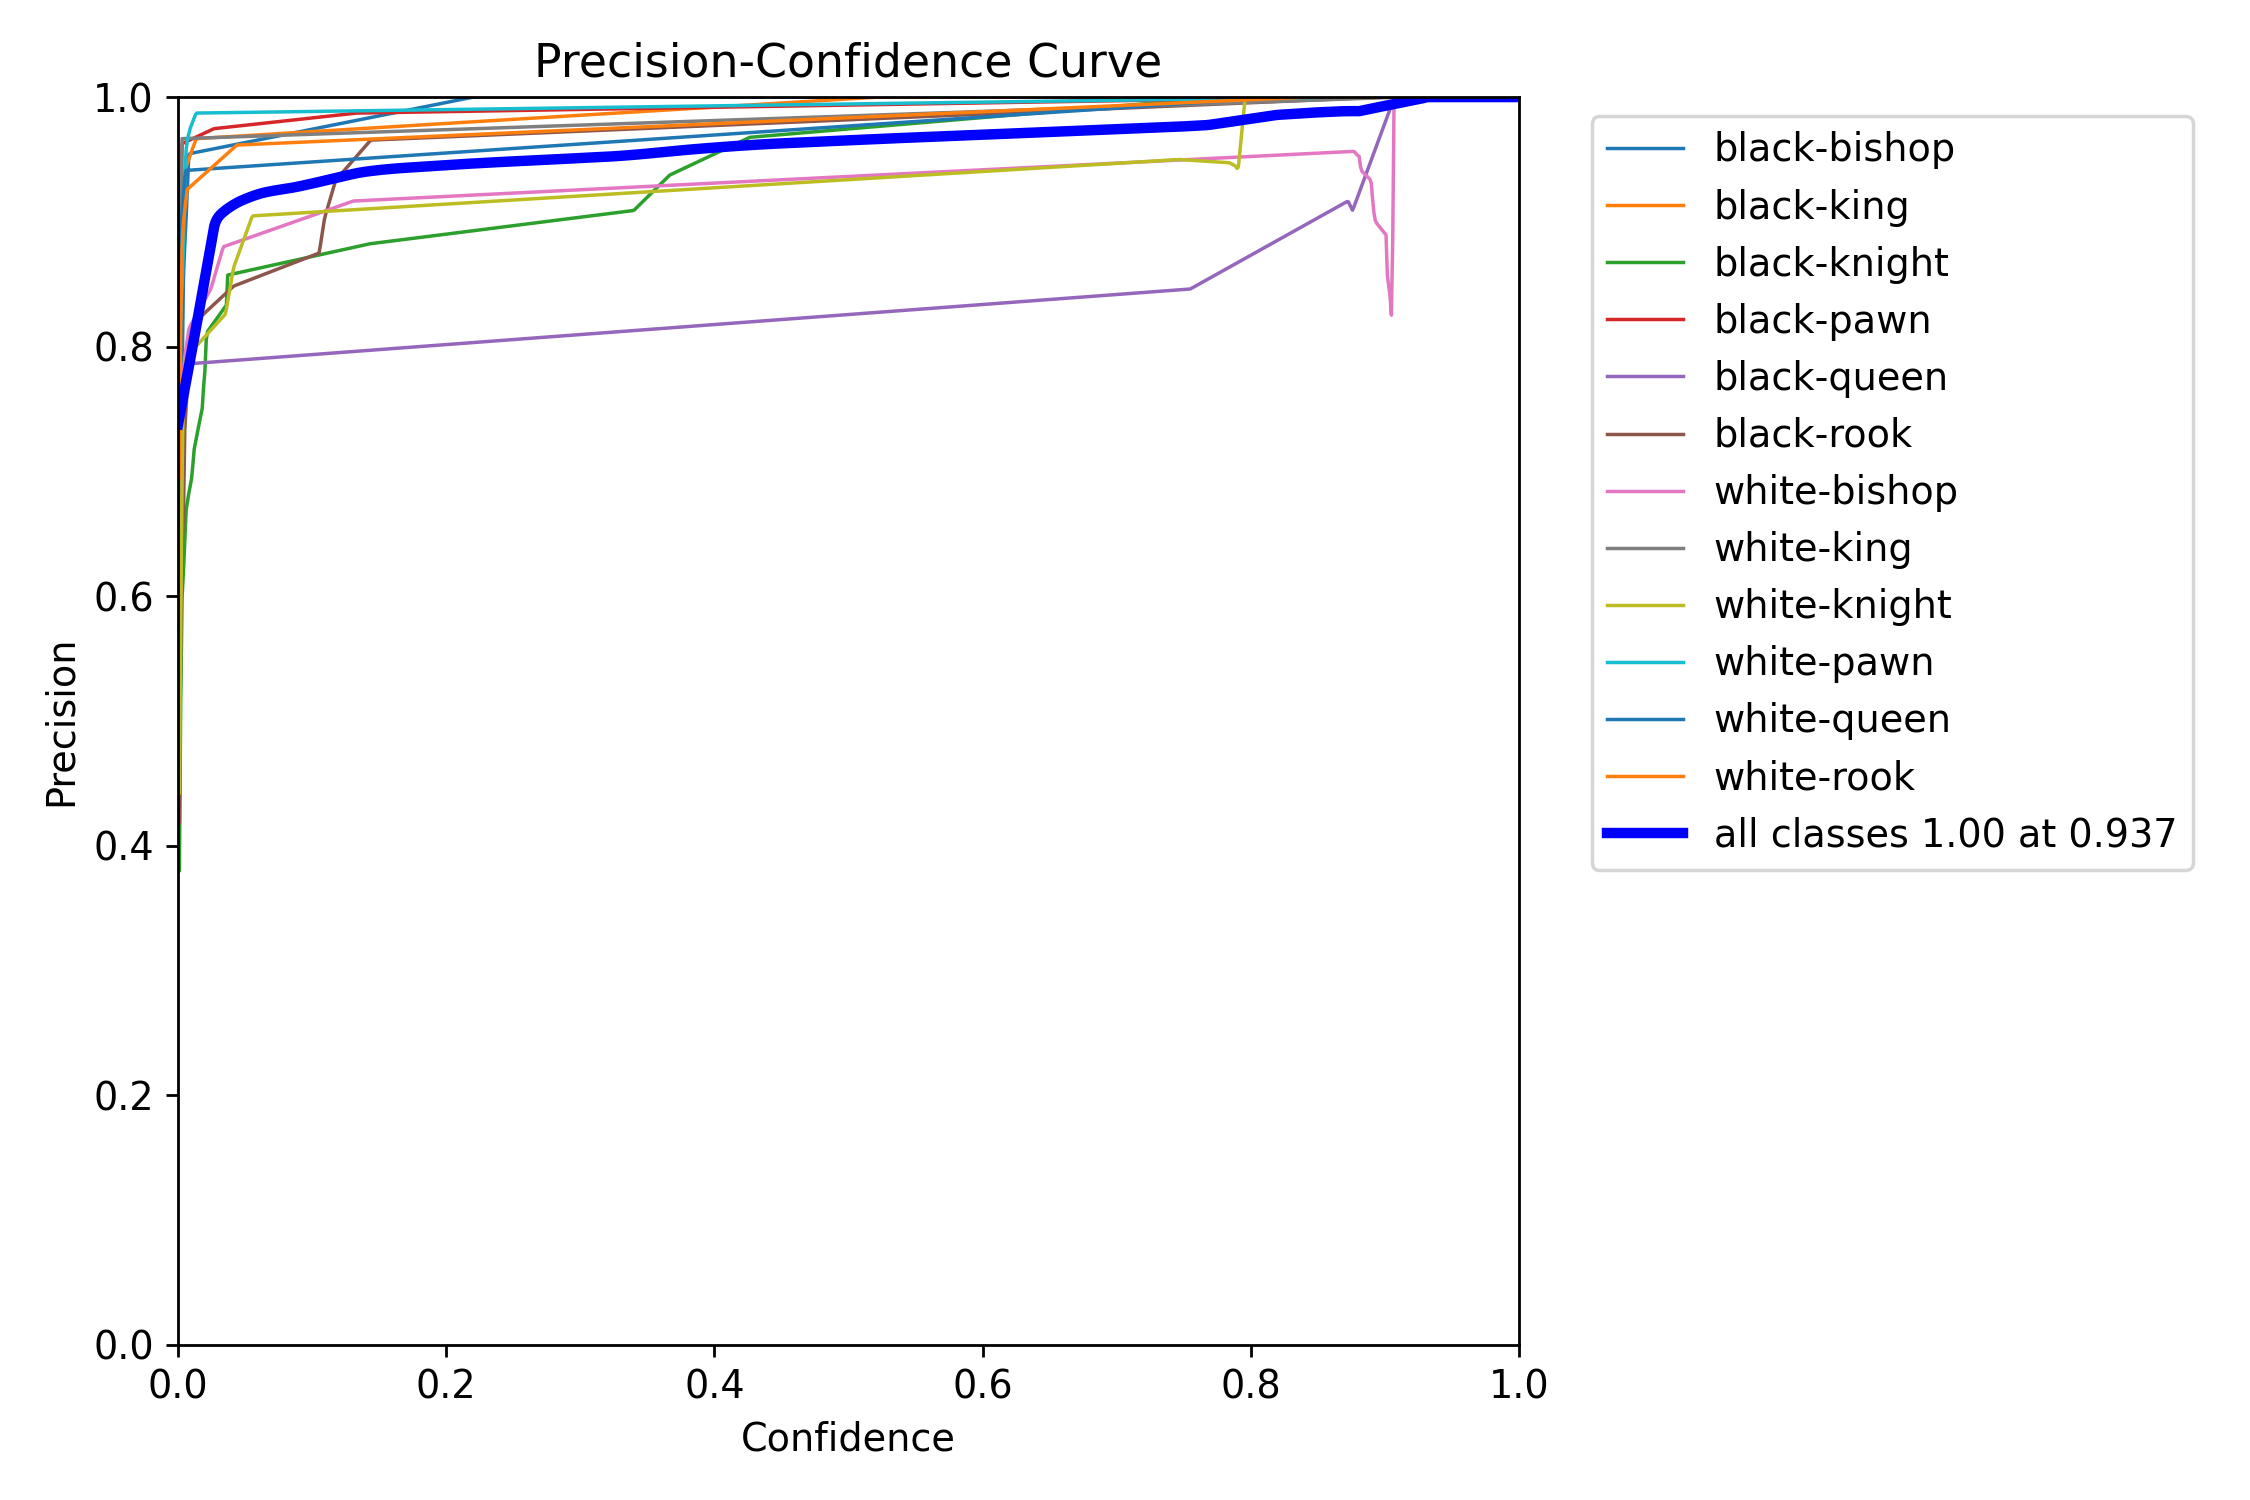 Precision-Confidence Curve
1.0
0.8
0.6
0.4
0.2
0.0
Precision
0.0 0.2 0.4 0.6 0.8 1.0
Confidence
black-bishop
black-king
black-knight
black-pawn
black-queen
black-rook
white-bishop
white-king
white-knight
white-pawn
white-queen
white-rook
all classes 1.00 at 0.937